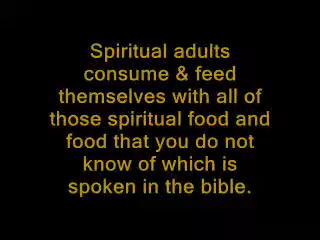 Spiritual adults
consume & feed
themselves with all of
those spiritual food and
food that you do not
know of which is
spoken in the bible.